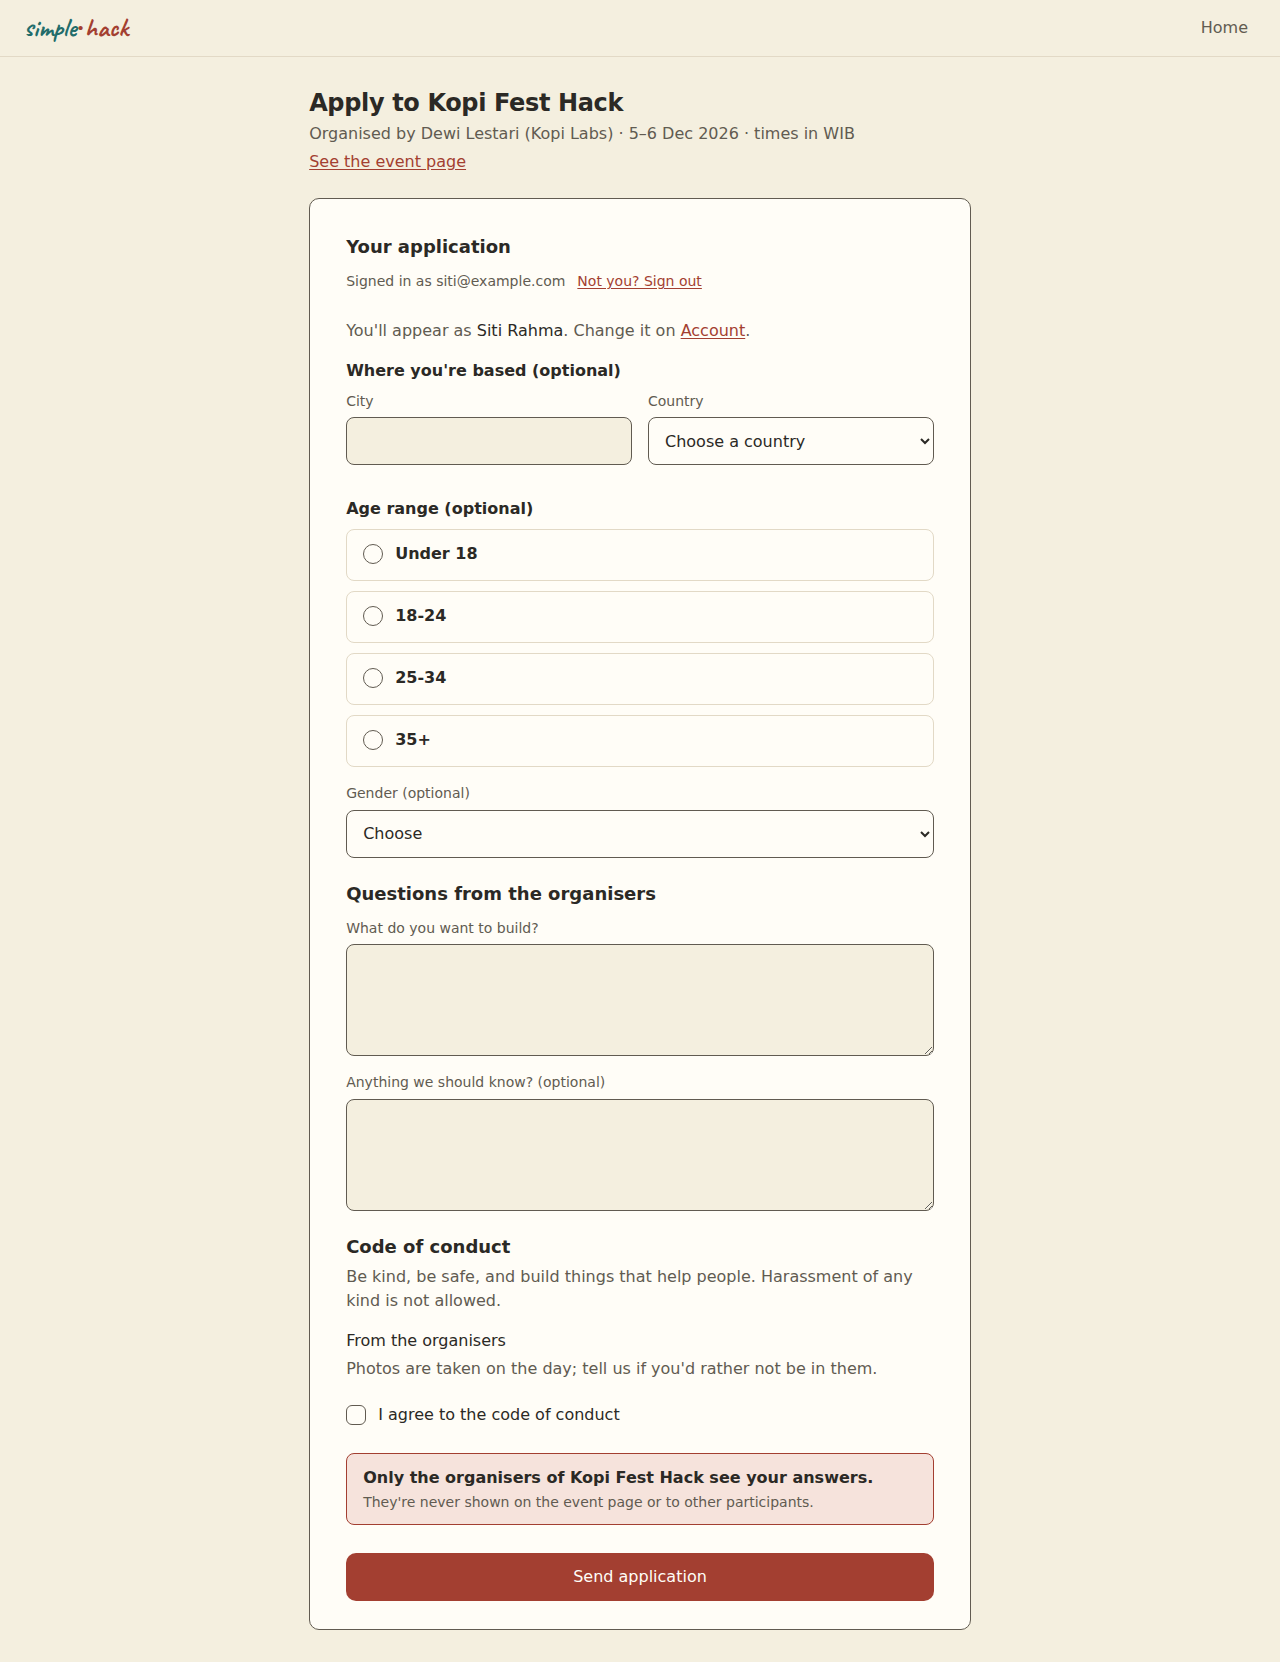 simple·hack
Home
Apply to Kopi Fest Hack
Organised by Dewi Lestari (Kopi Labs) · 5–6 Dec 2026 · times in WIB
See the event page
Your application
Signed in as siti@example.com Not you? Sign out
You'll appear as Siti Rahma. Change it on Account.
Where you're based (optional)
City
Country
Choose a country
Age range (optional)
Under 18
18-24
25-34
35+
Gender (optional)
Choose
Questions from the organisers
What do you want to build?
Anything we should know? (optional)
Code of conduct
Be kind, be safe, and build things that help people. Harassment of any
kind is not allowed.
From the organisers
Photos are taken on the day; tell us if you'd rather not be in them.
I agree to the code of conduct
Only the organisers of Kopi Fest Hack see your answers.
They're never shown on the event page or to other participants.
Send application